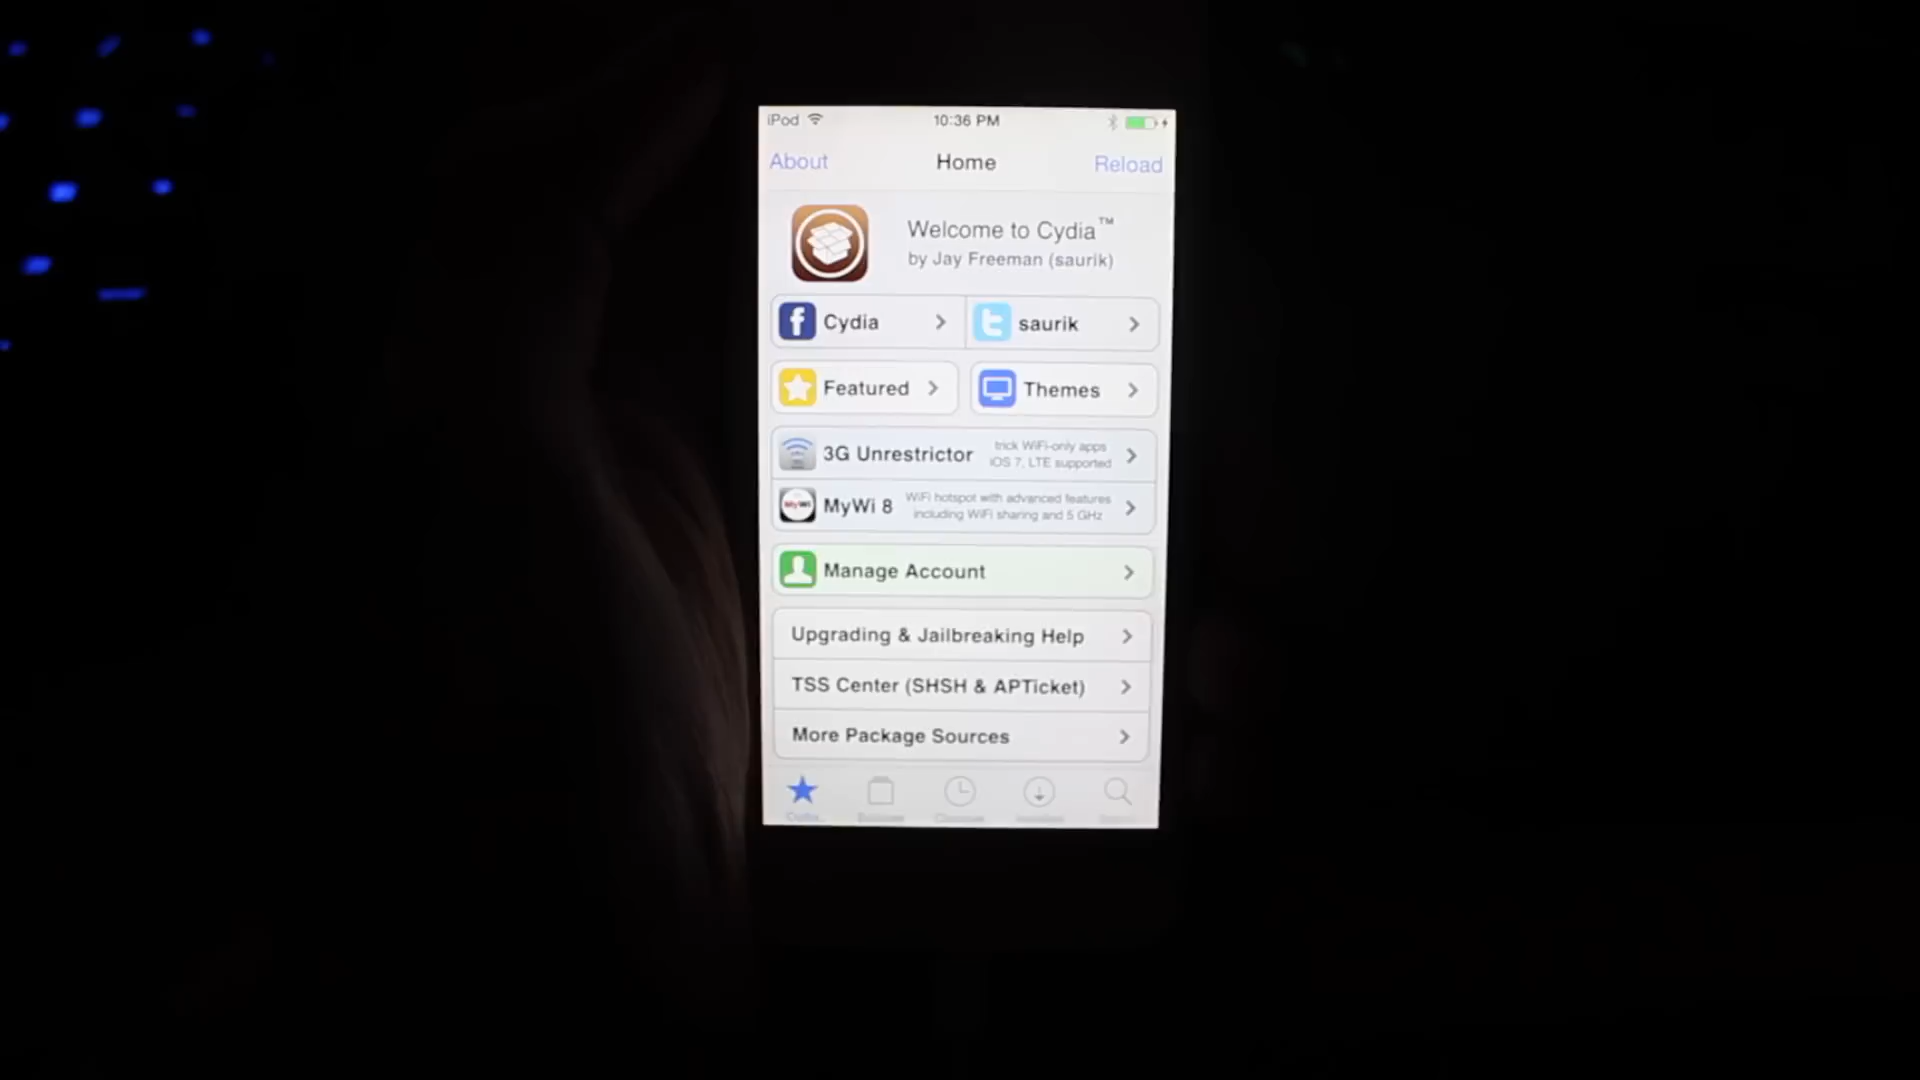 iPod 10:36 PM
About Home Reload
Welcome to Cydia™
by Jay Freeman (saurik)
Cydia saurik
Featured Themes
3G Unrestrictor trick WiFi-only apps
iOS 7, LTE supported
MyWi 8 WiFi hotspot with advanced features
including WiFi sharing and 5 GHz
Manage Account
Upgrading & Jailbreaking Help
TSS Center (SHSH & APTicket)
More Package Sources
Cydia